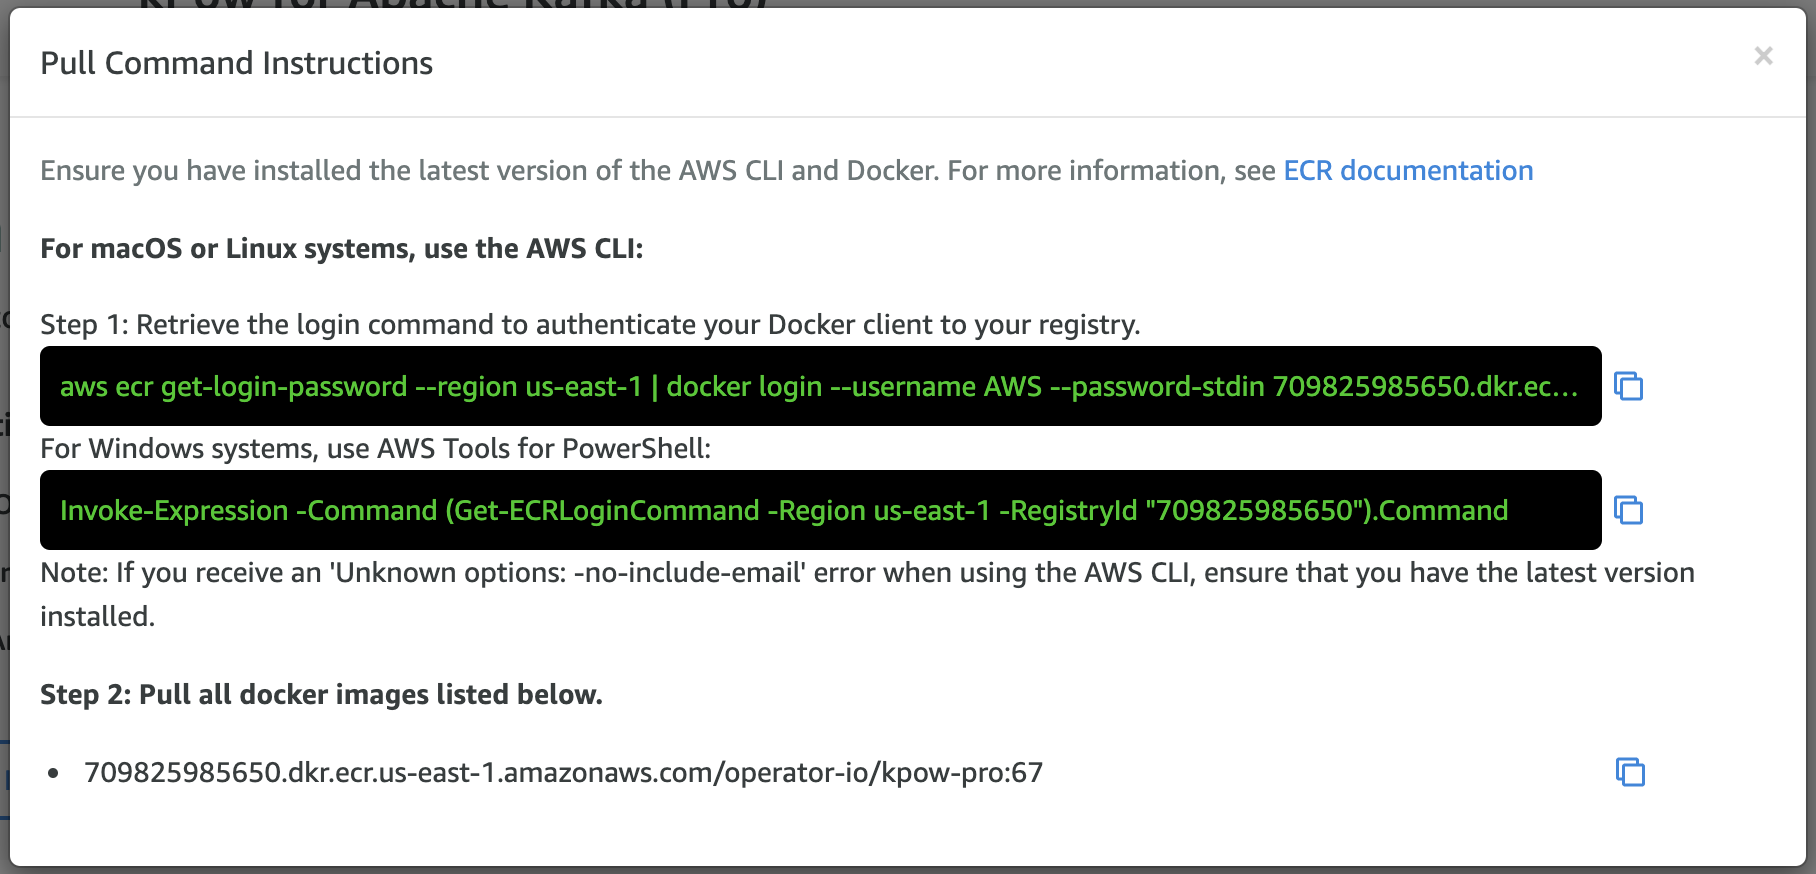 kPow for Apache Kafka (Pro)
Pull Command Instructions
×
Ensure you have installed the latest version of the AWS CLI and Docker. For more information, see ECR documentation
For macOS or Linux systems, use the AWS CLI:
Step 1: Retrieve the login command to authenticate your Docker client to your registry.
aws ecr get-login-password --region us-east-1 | docker login --username AWS --password-stdin 709825985650.dkr.ec...
For Windows systems, use AWS Tools for PowerShell:
Invoke-Expression -Command (Get-ECRLoginCommand -Region us-east-1 -RegistryId "709825985650").Command
Note: If you receive an 'Unknown options: -no-include-email' error when using the AWS CLI, ensure that you have the latest version
installed.
Step 2: Pull all docker images listed below.
• 709825985650.dkr.ecr.us-east-1.amazonaws.com/operator-io/kpow-pro:67